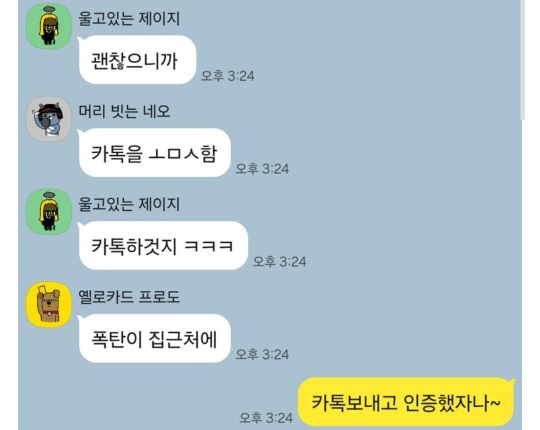 울고있는 제이지
괜찮으니까
오후 3:24
머리 빗는 네오
카톡을 ㅗㅁㅅ함
오후 3:24
울고있는 제이지
카톡하것지 ㅋㅋㅋ
오후 3:24
옐로카드 프로도
폭탄이 집근처에
오후 3:24
카톡보내고 인증했자나~
오후 3:24